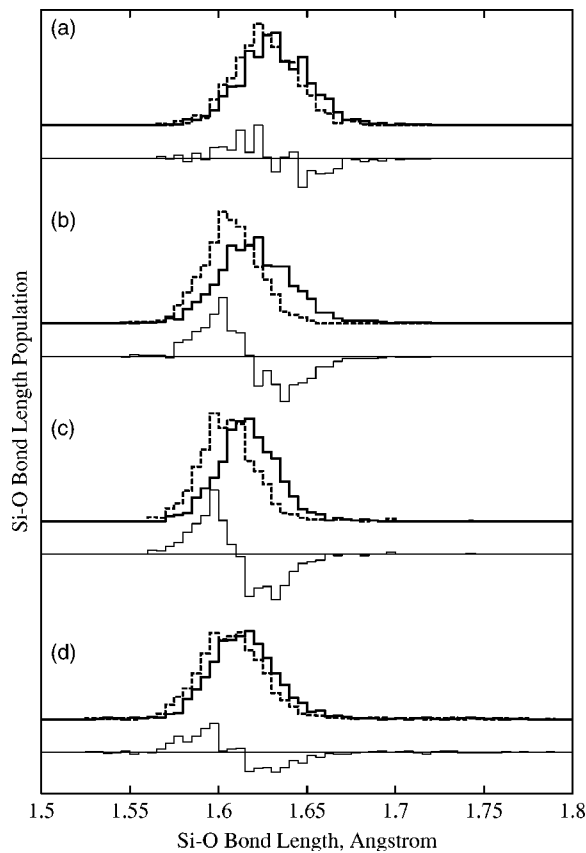 (a)
(b)
(c)
(d)
Si-O Bond Length Population
1.5 1.55 1.6 1.65 1.7 1.75 1.8
Si-O Bond Length, Angstrom